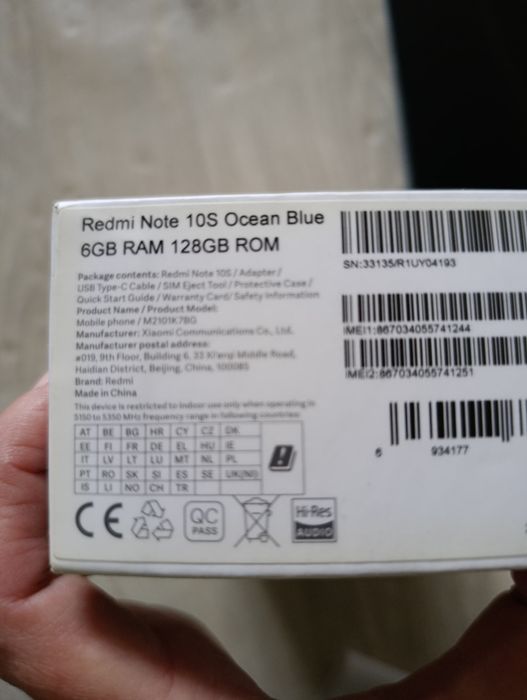 Redmi Note 10S Ocean Blue
6GB RAM 128GB ROM
Package contents: Redmi Note 10S / Adapter /
USB Type-C Cable / SIM Eject Tool / Protective Case /
Quick Start Guide / Warranty Card/ Safety Information
Product Name / Product Model:
Mobile phone / M2101K7BG
Manufacturer: Xiaomi Communications Co., Ltd.
Manufacturer postal address:
#019, 9th Floor, Building 6, 33 Xi'erqi Middle Road,
Haidian District, Beijing, China, 100085
Brand: Redmi
Made in China
This device is restricted to indoor use only when operating in
5150 to 5350 MHz frequency range in following countries:
AT BE BG HR CY CZ DK
EE FI FR DE EL HU IE
IT LV LT LU MT NL PL
PT RO SK SI ES SE UK(NI)
IS LI NO CH TR
CE
QC
PASS
Hi-Res
AUDIO
SN:33135/R1UY04193
IMEI1:867034055741244
IMEI2:867034055741251
6 934177